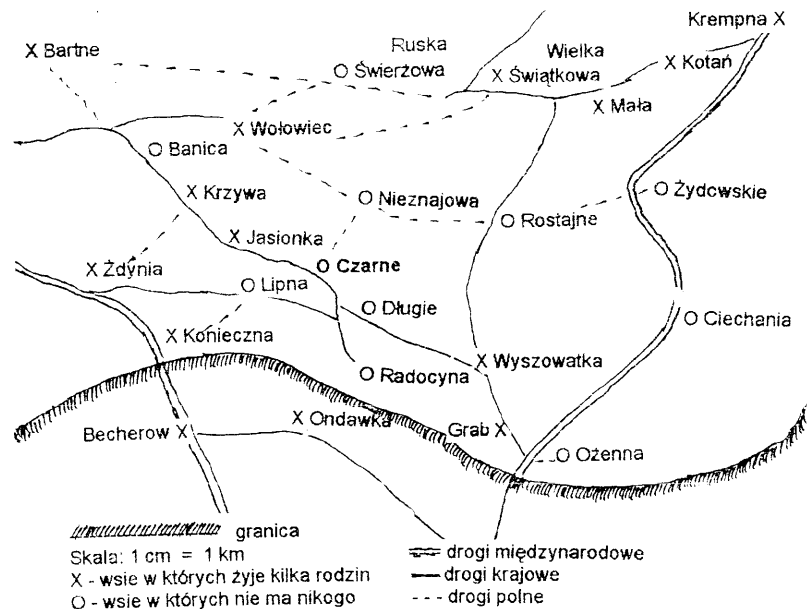 Krempna X
X Bartne
Ruska
O Świerżowa
Wielka
X Świątkowa
X Kotań
X Mała
X Wołowiec
O Banica
X Krzywa
O Nieznajowa
O Żydowskie
O Rostajne
X Jasionka
O Czarne
X Żdynia
O Lipna
O Długie
O Ciechania
X Konieczna
O Radocyna
X Wyszowatka
X Ondawka
Becherow X
Grab X
O Ożenna
granica
Skala: 1 cm = 1 km
X - wsie w których żyje kilka rodzin
O - wsie w których nie ma nikogo
drogi międzynarodowe
drogi krajowe
drogi polne